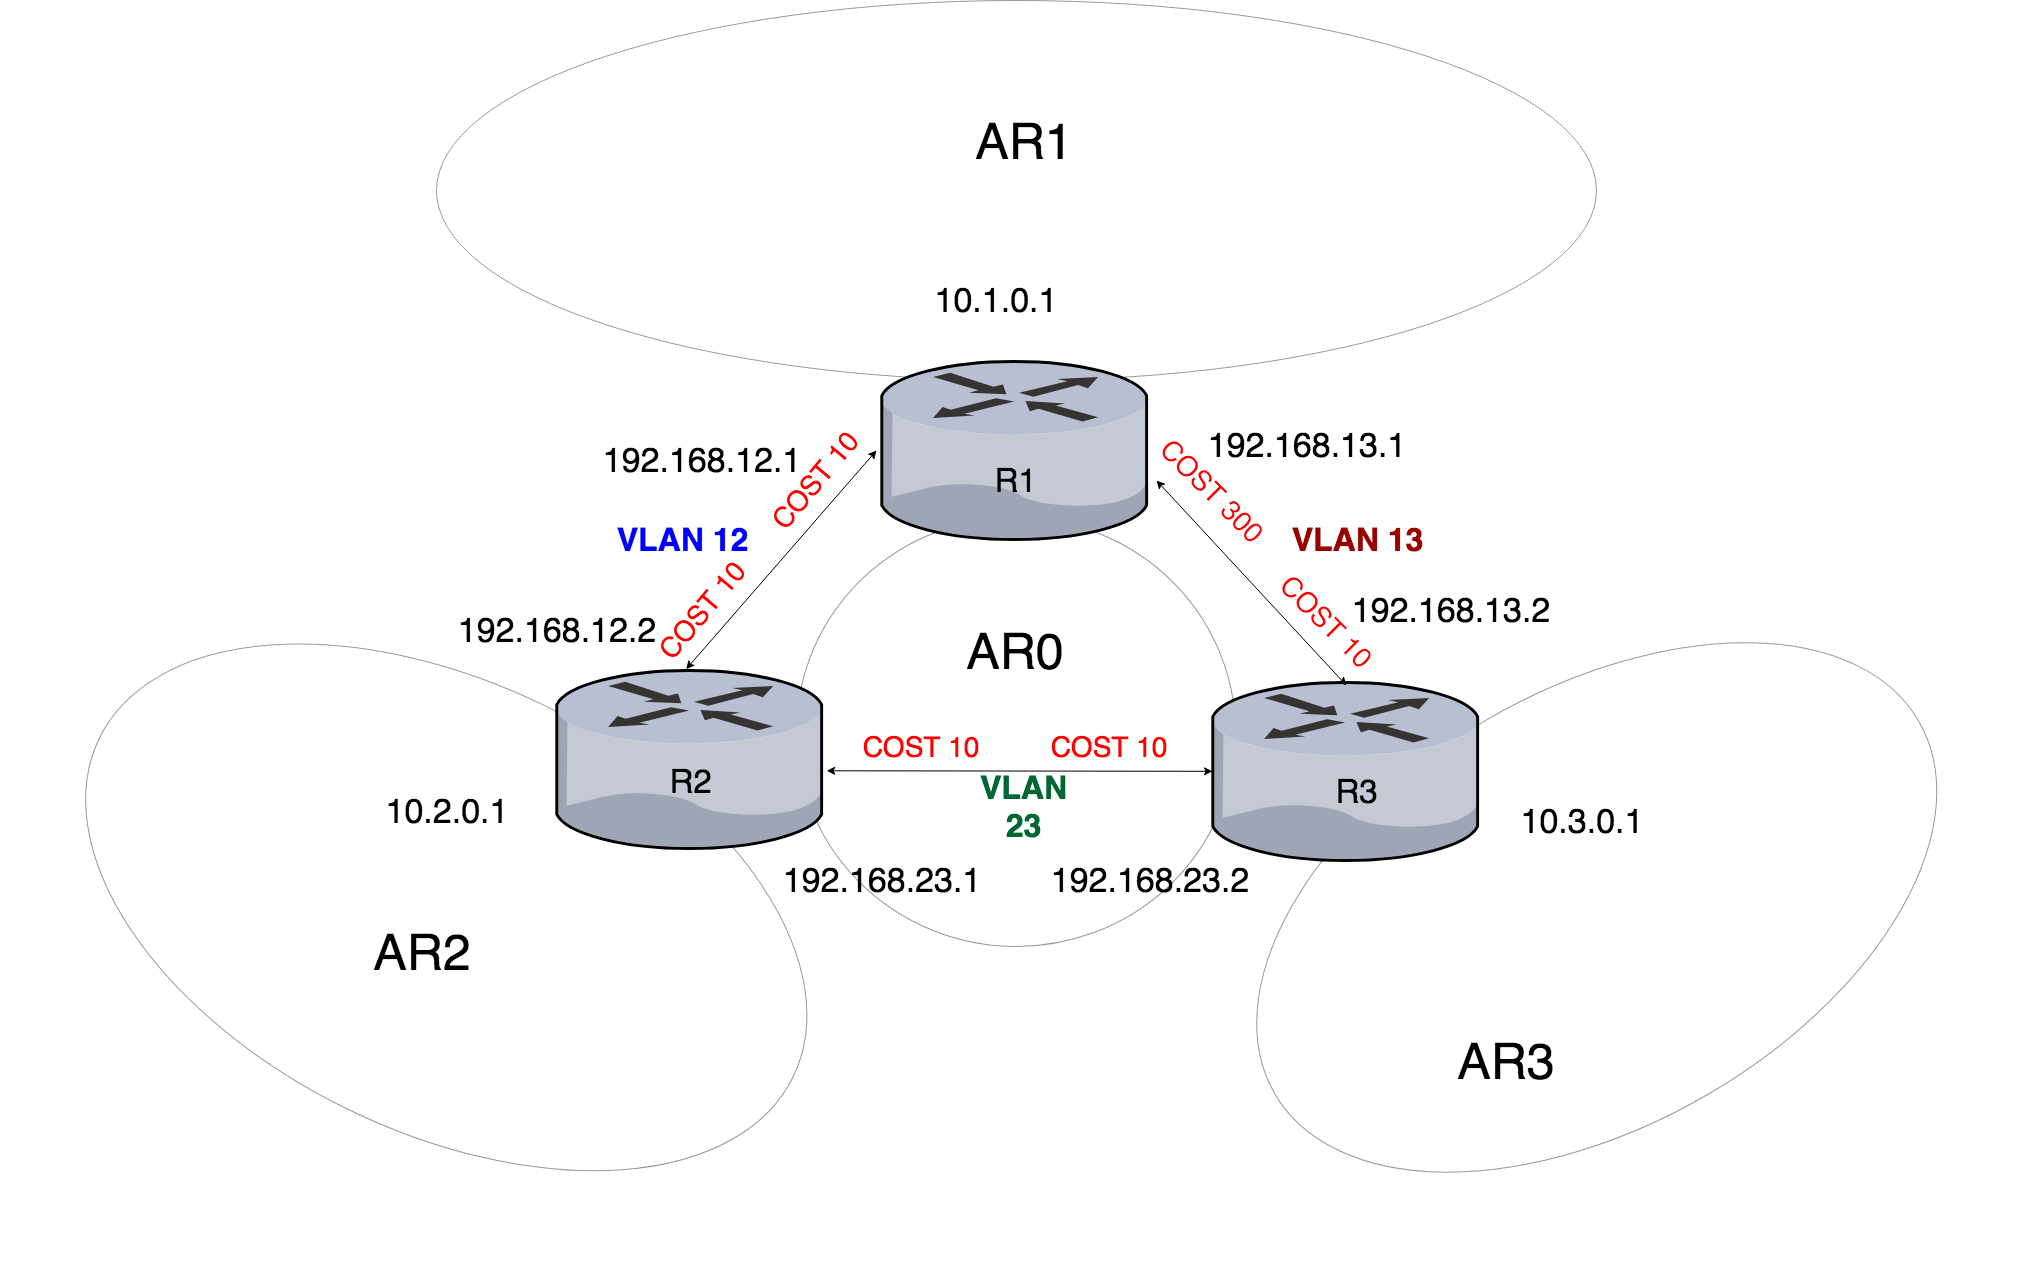 AR1
10.1.0.1
R1
192.168.12.1
COST 10
192.168.13.1
COST 300
VLAN 12
VLAN 13
COST 10
192.168.12.2
COST 10
192.168.13.2
AR0
R2
COST 10
COST 10
VLAN
23
R3
10.2.0.1
10.3.0.1
192.168.23.1
192.168.23.2
AR2
AR3